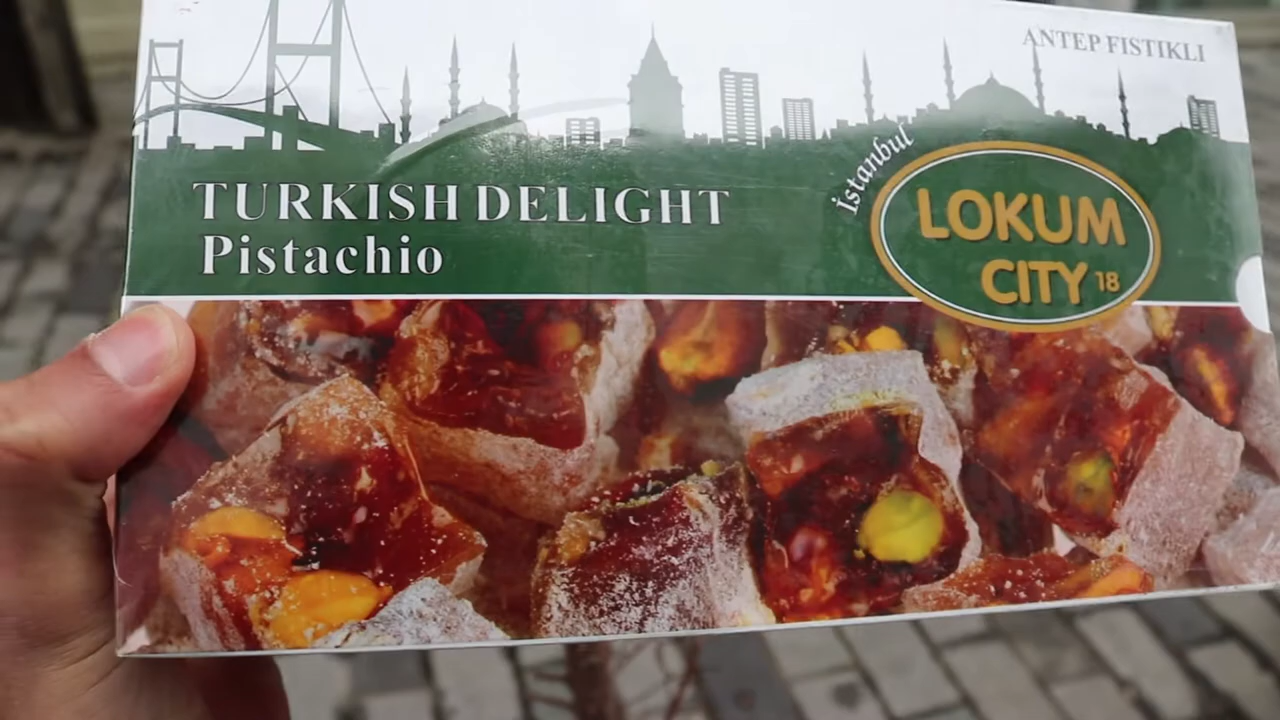 ANTEP FISTIKLI
TURKISH DELIGHT
Pistachio
İstanbul
LOKUM
CITY 18